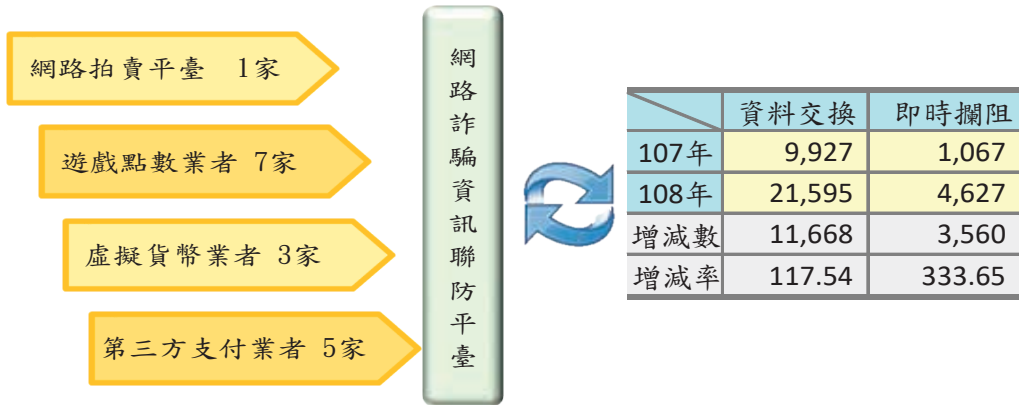 網路拍賣平臺 1家
遊戲點數業者 7家
虛擬貨幣業者 3家
第三方支付業者 5家
網路詐騙資訊聯防平臺
資料交換 即時攔阻
107年 9,927 1,067
108年 21,595 4,627
增減數 11,668 3,560
增減率 117.54 333.65